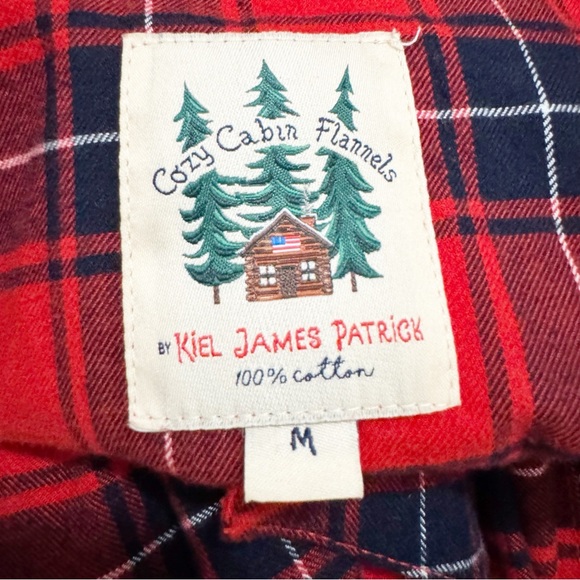 Cozy Cabin Flannels
BY KIEL JAMES PATRICK
100% cotton
M